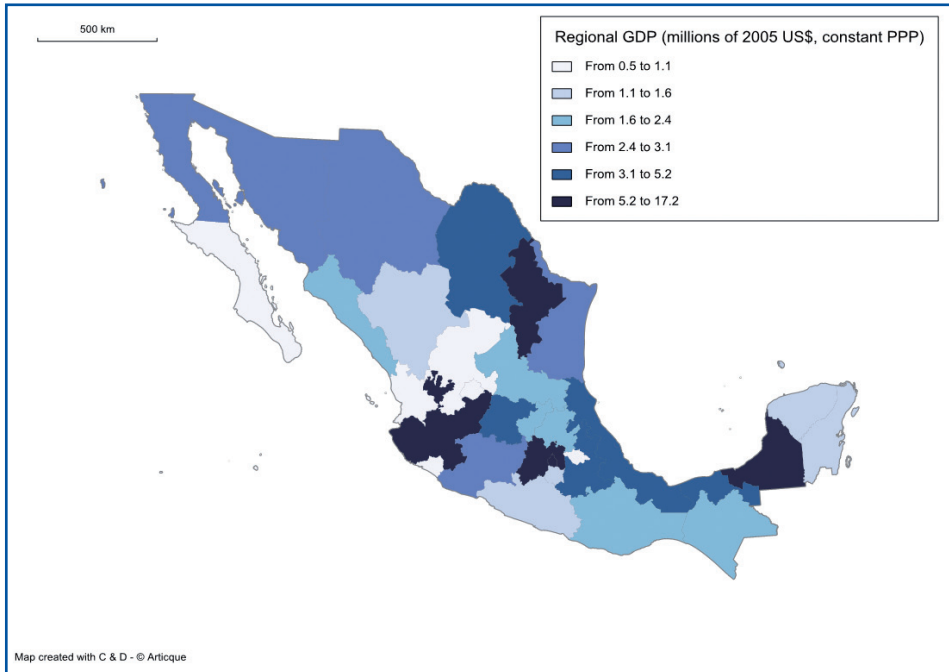 500 km
Regional GDP (millions of 2005 US$, constant PPP)
From 0.5 to 1.1
From 1.1 to 1.6
From 1.6 to 2.4
From 2.4 to 3.1
From 3.1 to 5.2
From 5.2 to 17.2
Map created with C & D - © Articque